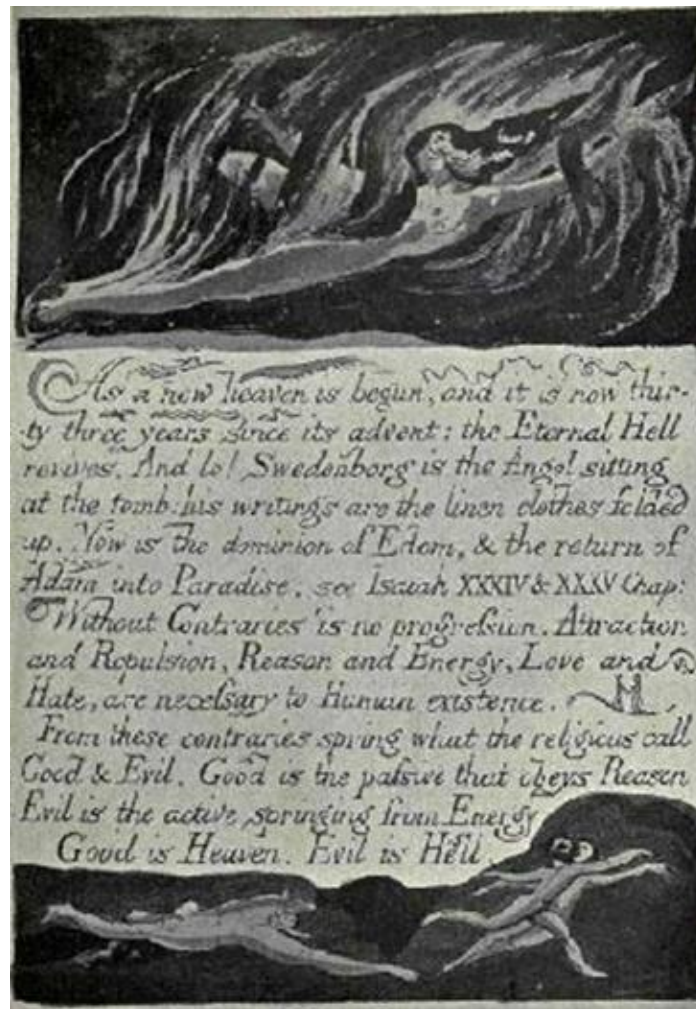 As a new heaven is begun, and it is now thir-
-ty three years since its advent: the Eternal Hell
revives. And lo! Swedenborg is the Angel sitting
at the tomb: his writings are the linen clothes folded
up. Now is the dominion of Edom, & the return of
Adam into Paradise. see Isaiah XXXIV & XXXV Chap:
Without Contraries is no progreſsion. Attraction
and Repulsion, Reason and Energy, Love and
Hate, are neceſsary to Human existence.
From these contraries spring what the religious call
Good & Evil. Good is the paſsive that obeys Reason
Evil is the active springing from Energy
Good is Heaven. Evil is Hell.